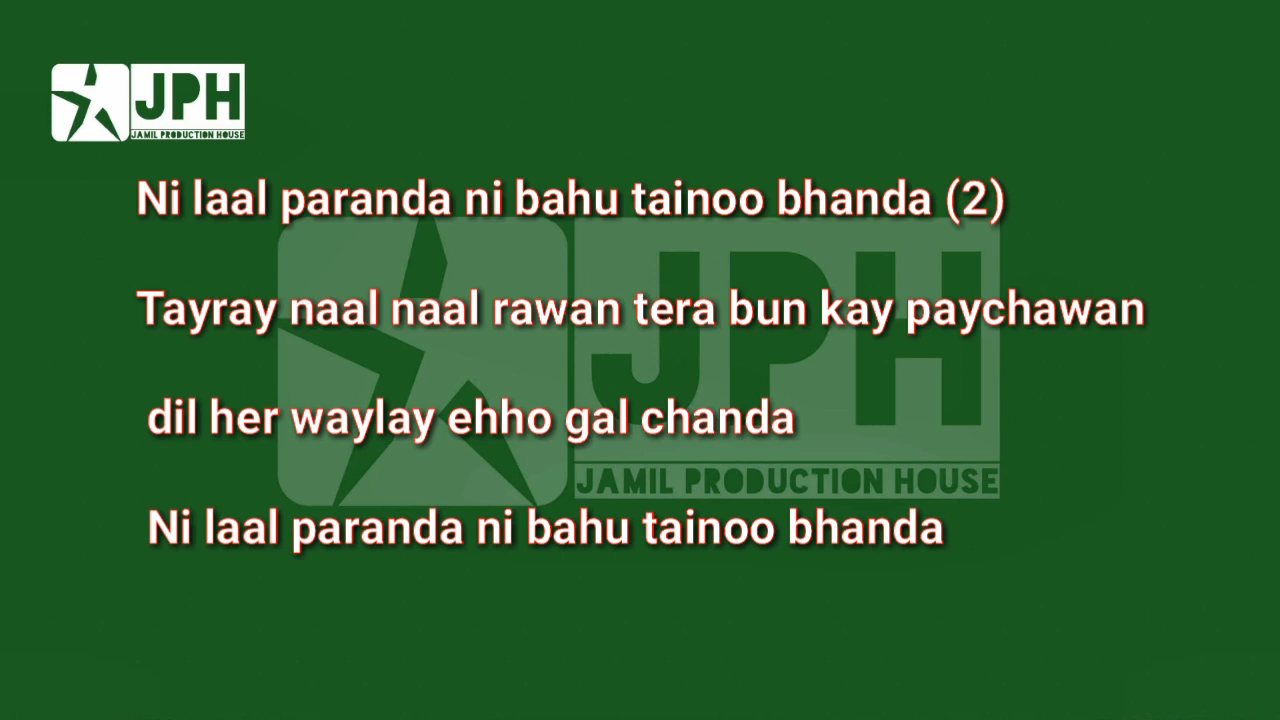 JPH
JAMIL PRODUCTION HOUSE
Ni laal paranda ni bahu tainoo bhanda (2)
Tayray naal naal rawan tera bun kay paychawan
dil her waylay ehho gal chanda
Ni laal paranda ni bahu tainoo bhanda
JPH
JAMIL PRODUCTION HOUSE